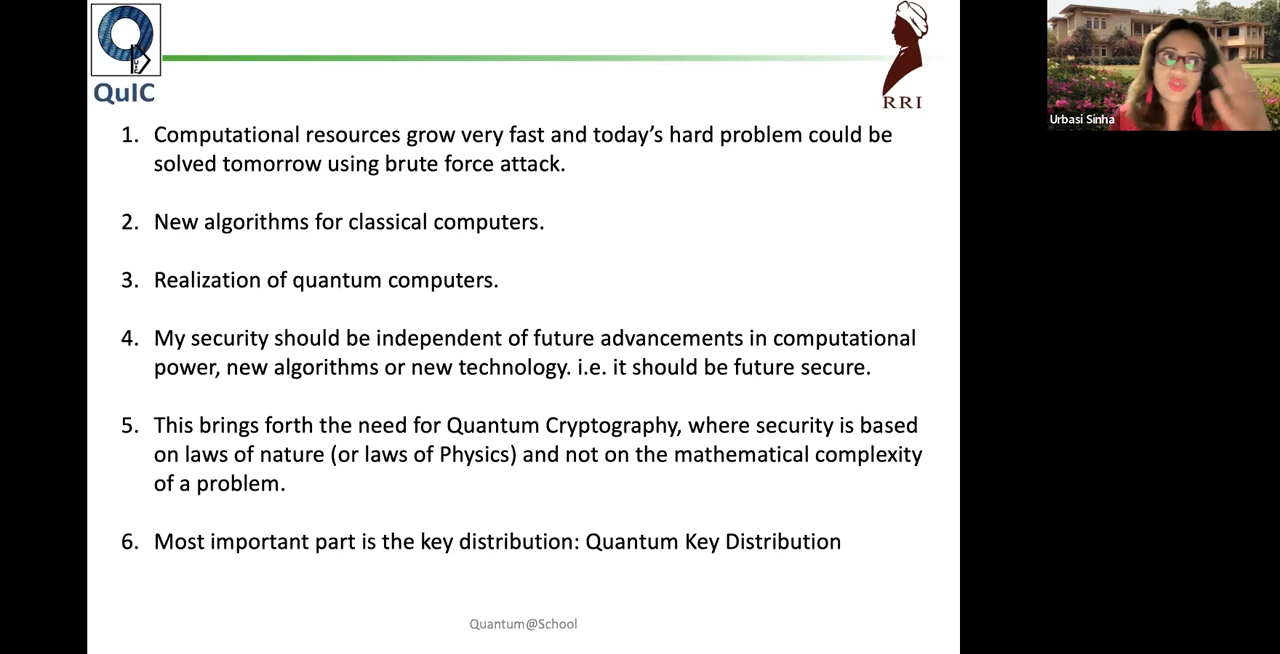 QuIC
RRI
Urbasi Sinha
1. Computational resources grow very fast and today’s hard problem could be
solved tomorrow using brute force attack.
2. New algorithms for classical computers.
3. Realization of quantum computers.
4. My security should be independent of future advancements in computational
power, new algorithms or new technology. i.e. it should be future secure.
5. This brings forth the need for Quantum Cryptography, where security is based
on laws of nature (or laws of Physics) and not on the mathematical complexity
of a problem.
6. Most important part is the key distribution: Quantum Key Distribution
Quantum@School